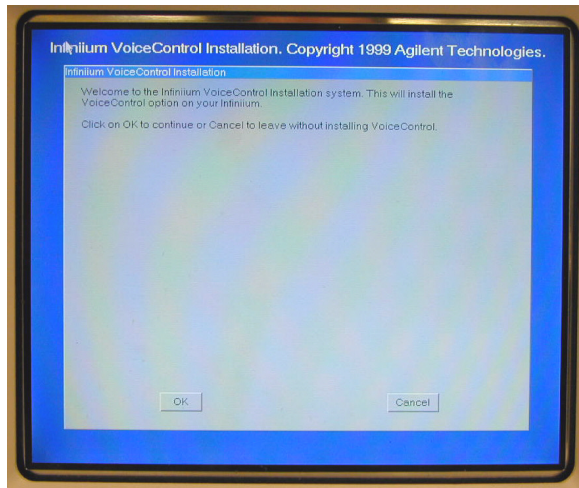 Infiniium VoiceControl Installation. Copyright 1999 Agilent Technologies.
Infiniium VoiceControl Installation
Welcome to the Infiniium VoiceControl Installation system. This will install the
VoiceControl option on your Infiniium.
Click on OK to continue or Cancel to leave without installing VoiceControl.
OK
Cancel